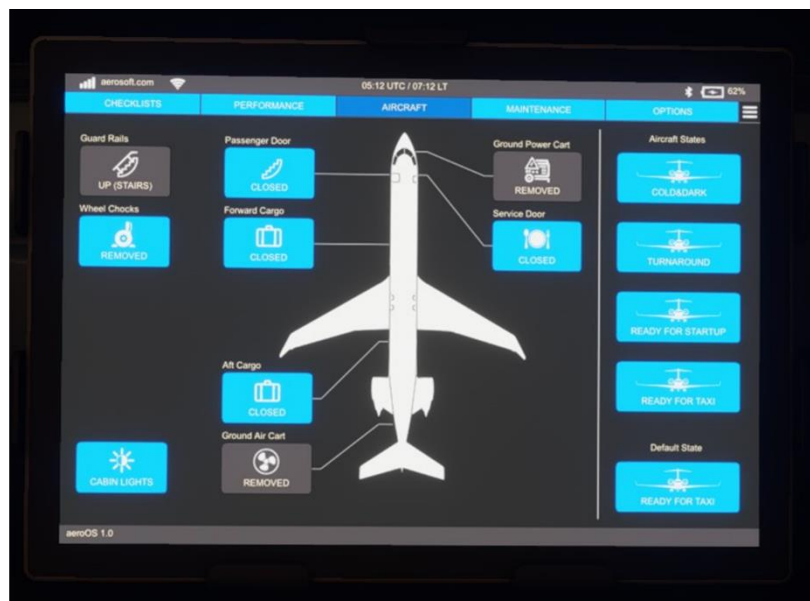 aerosoft.com
05:12 UTC / 07:12 LT
62%
CHECKLISTS
PERFORMANCE
AIRCRAFT
MAINTENANCE
OPTIONS
Guard Rails
UP (STAIRS)
Passenger Door
CLOSED
Ground Power Cart
REMOVED
Aircraft States
COLD&DARK
Wheel Chocks
REMOVED
Forward Cargo
CLOSED
Service Door
CLOSED
TURNAROUND
READY FOR STARTUP
Aft Cargo
CLOSED
READY FOR TAXI
Ground Air Cart
REMOVED
CABIN LIGHTS
Default State
READY FOR TAXI
aeroOS 1.0